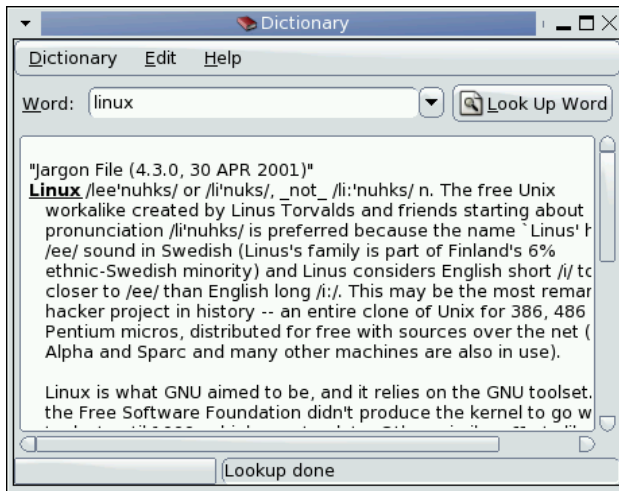 Dictionary
Dictionary Edit Help
Word: linux Look Up Word
"Jargon File (4.3.0, 30 APR 2001)"
Linux /lee'nuhks/ or /li'nuks/, _not_ /li:'nuhks/ n. The free Unix
workalike created by Linus Torvalds and friends starting about
pronunciation /li'nuhks/ is preferred because the name `Linus' h
/ee/ sound in Swedish (Linus's family is part of Finland's 6%
ethnic-Swedish minority) and Linus considers English short /i/ to
closer to /ee/ than English long /i:/. This may be the most remar
hacker project in history -- an entire clone of Unix for 386, 486
Pentium micros, distributed for free with sources over the net (
Alpha and Sparc and many other machines are also in use).
Linux is what GNU aimed to be, and it relies on the GNU toolset.
the Free Software Foundation didn't produce the kernel to go w
Lookup done